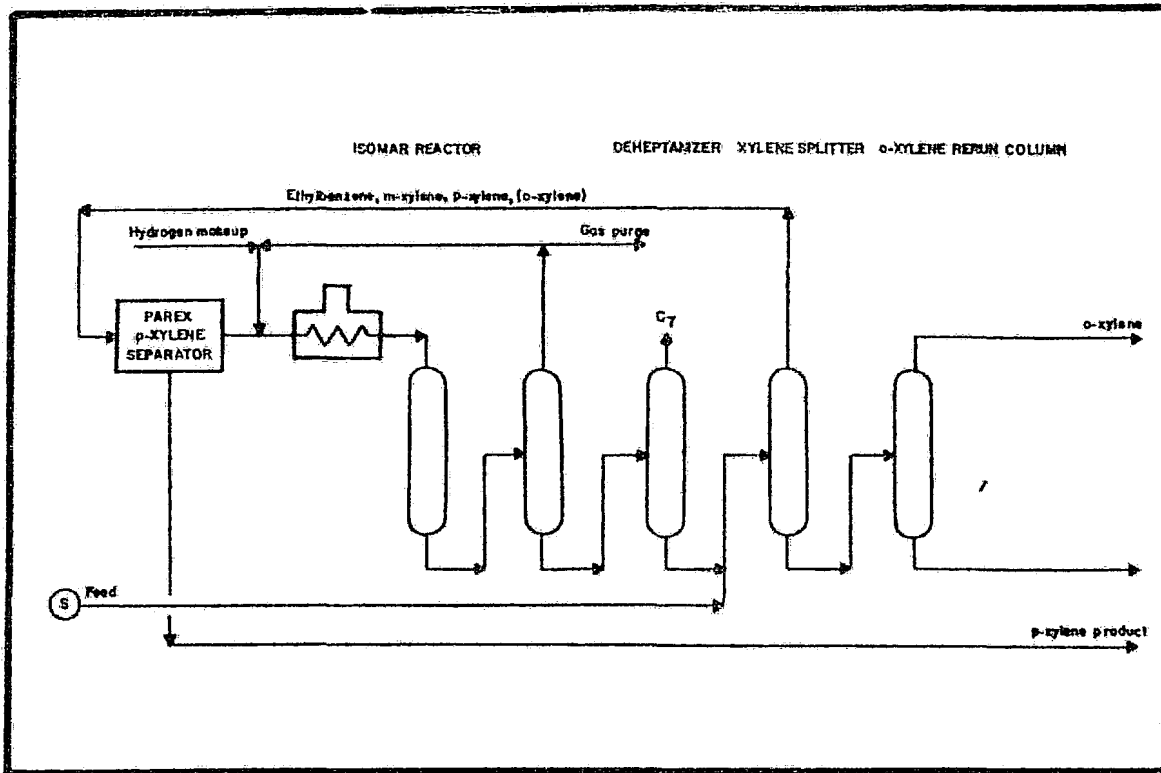 ISOMAR REACTOR
DEHEPTANIZER XYLENE SPLITTER o-XYLENE RERUN COLUMN
Ethylbenzene, m-xylene, p-xylene, (o-xylene)
Hydrogen makeup
Gas purge
PAREX
p-XYLENE
SEPARATOR
C7
o-xylene
S
Feed
p-xylene product